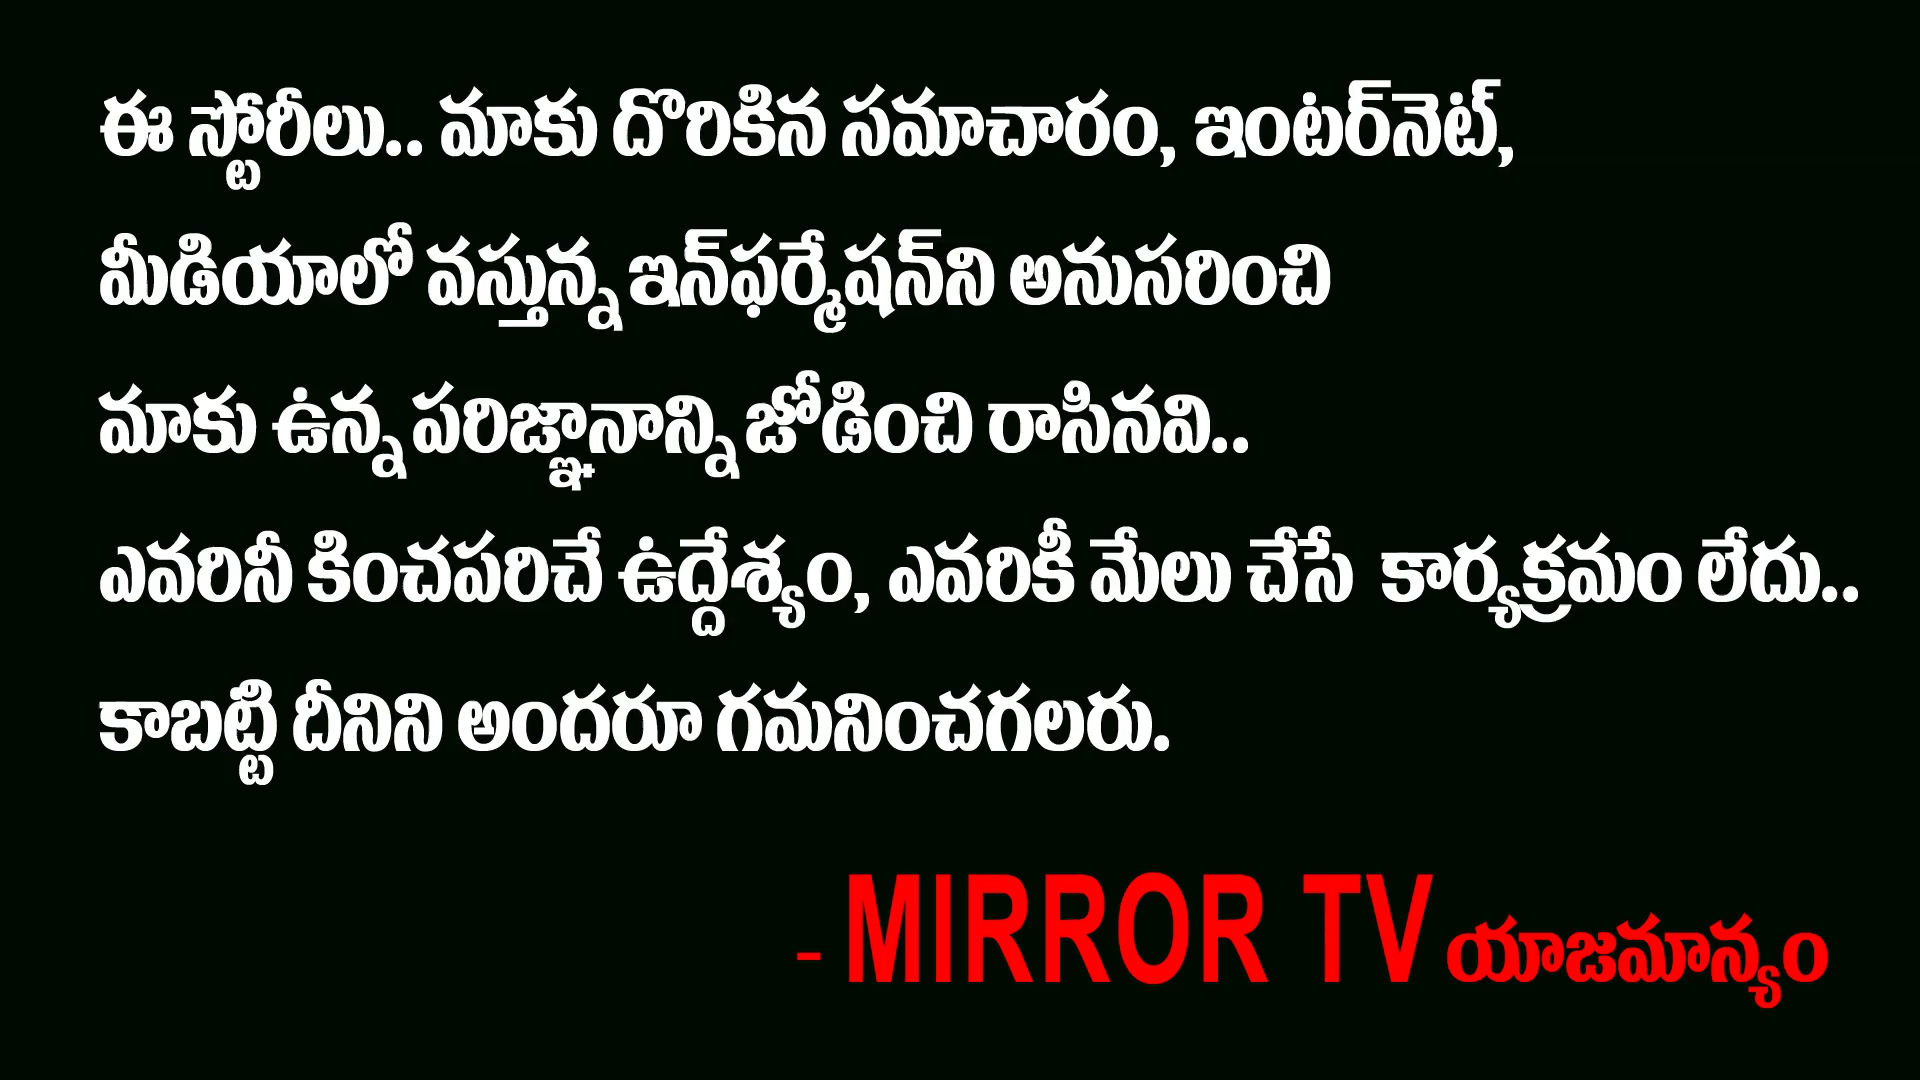 ఈ స్టోరీలు.. మాకు దొరికిన సమాచారం, ఇంటర్‌నెట్,
మీడియాలో వస్తున్న ఇన్‌ఫర్మేషన్‌ని అనుసరించి
మాకు ఉన్న పరిజ్ఞానాన్ని జోడించి రాసినవి..
ఎవరినీ కించపరిచే ఉద్దేశ్యం, ఎవరికీ మేలు చేసే కార్యక్రమం లేదు..
కాబట్టి దీనిని అందరూ గమనించగలరు.
- MIRROR TV యాజమాన్యం